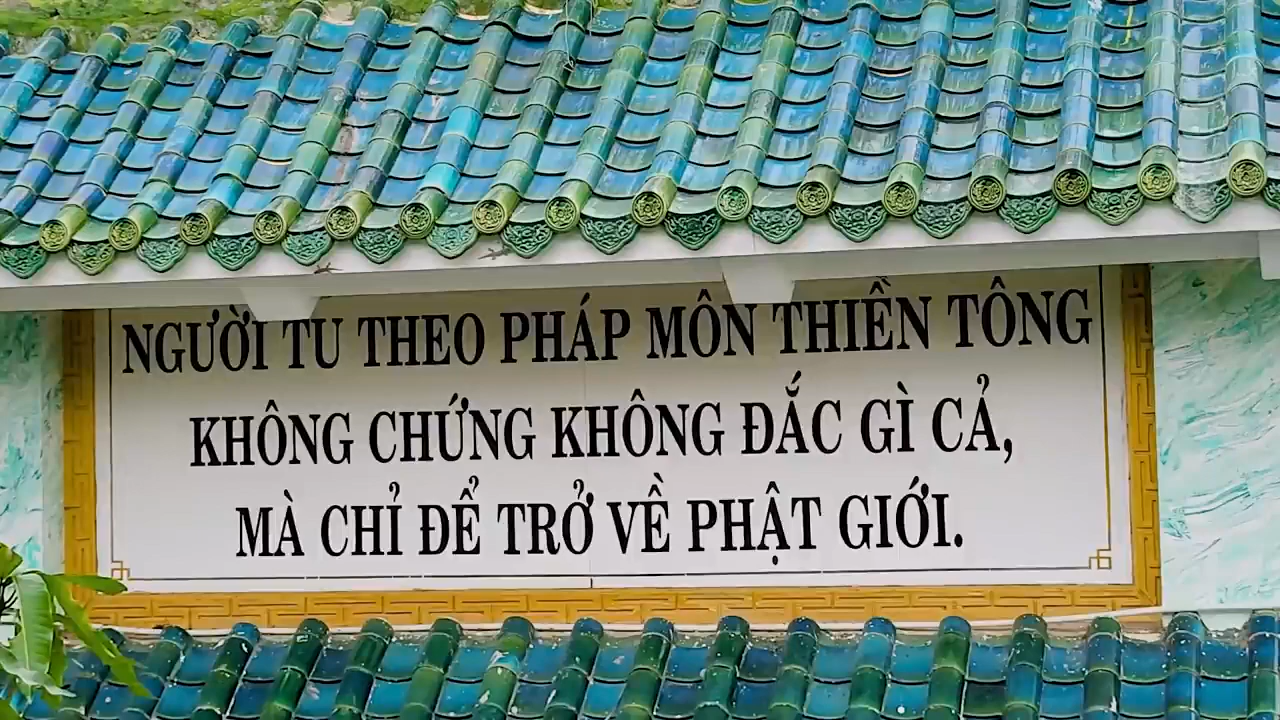 NGƯỜI TU THEO PHÁP MÔN THIỀN TÔNG
KHÔNG CHỨNG KHÔNG ĐẮC GÌ CẢ,
MÀ CHỈ ĐỂ TRỞ VỀ PHẬT GIỚI.